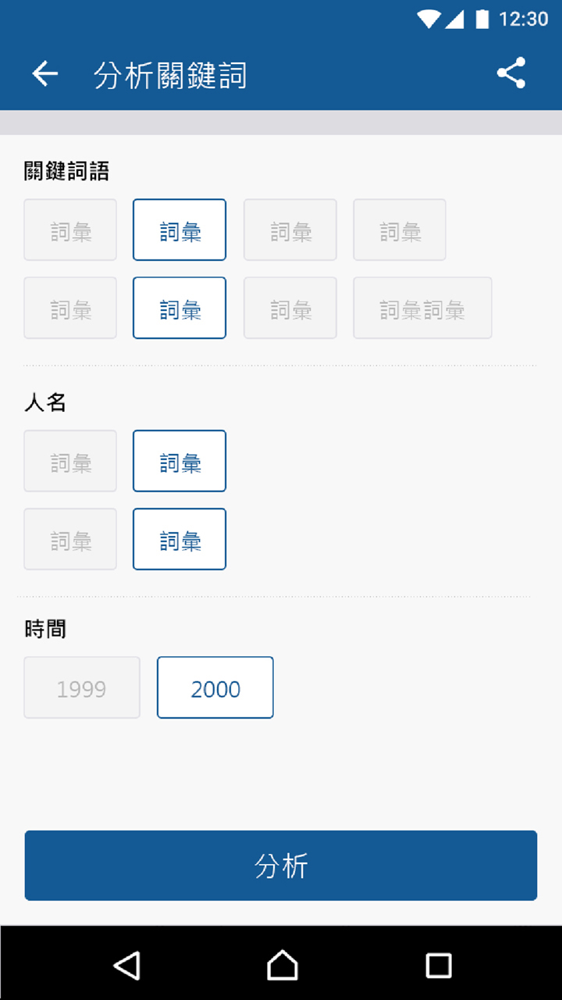 12:30
分析關鍵詞
關鍵詞語
詞彙 詞彙 詞彙 詞彙
詞彙 詞彙 詞彙 詞彙詞彙
人名
詞彙 詞彙
詞彙 詞彙
時間
1999 2000
分析